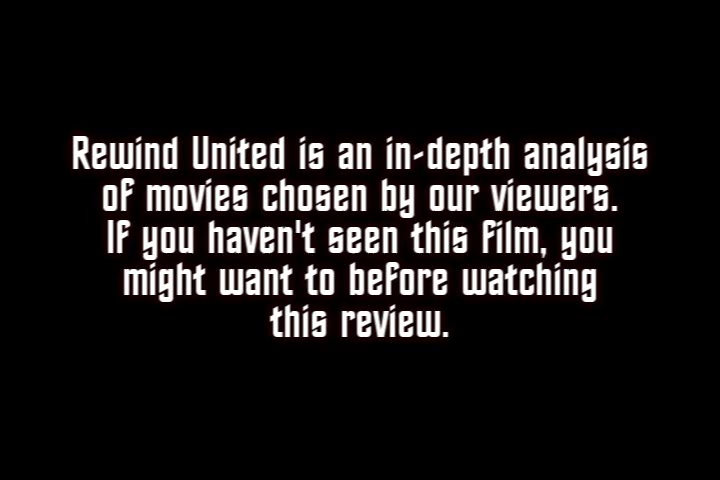 Rewind United is an in-depth analysis
of movies chosen by our viewers.
If you haven't seen this film, you
might want to before watching
this review.